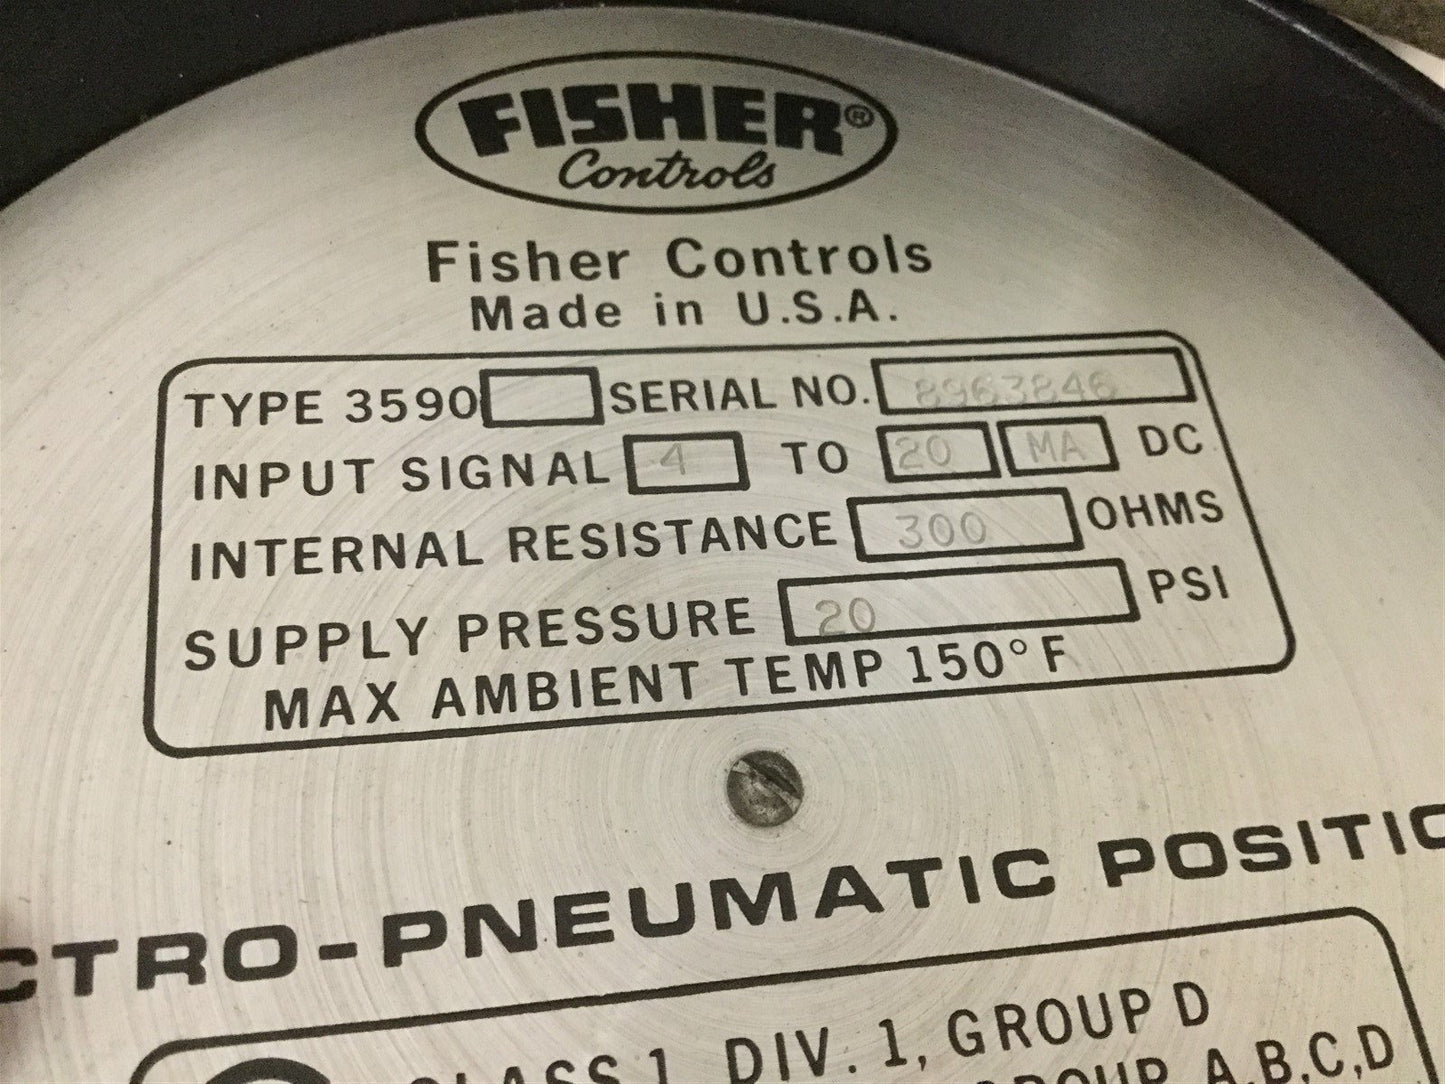 FISHER®
Controls
Fisher Controls
Made in U.S.A.
TYPE 3590 SERIAL NO. 8963846
INPUT SIGNAL 4 TO 20 MA DC
INTERNAL RESISTANCE 300 OHMS
SUPPLY PRESSURE 20 PSI
MAX AMBIENT TEMP 150°F
CTRO-PNEUMATIC POSITIO
CLASS 1, DIV. 1, GROUP D
GROUP A,B,C,D